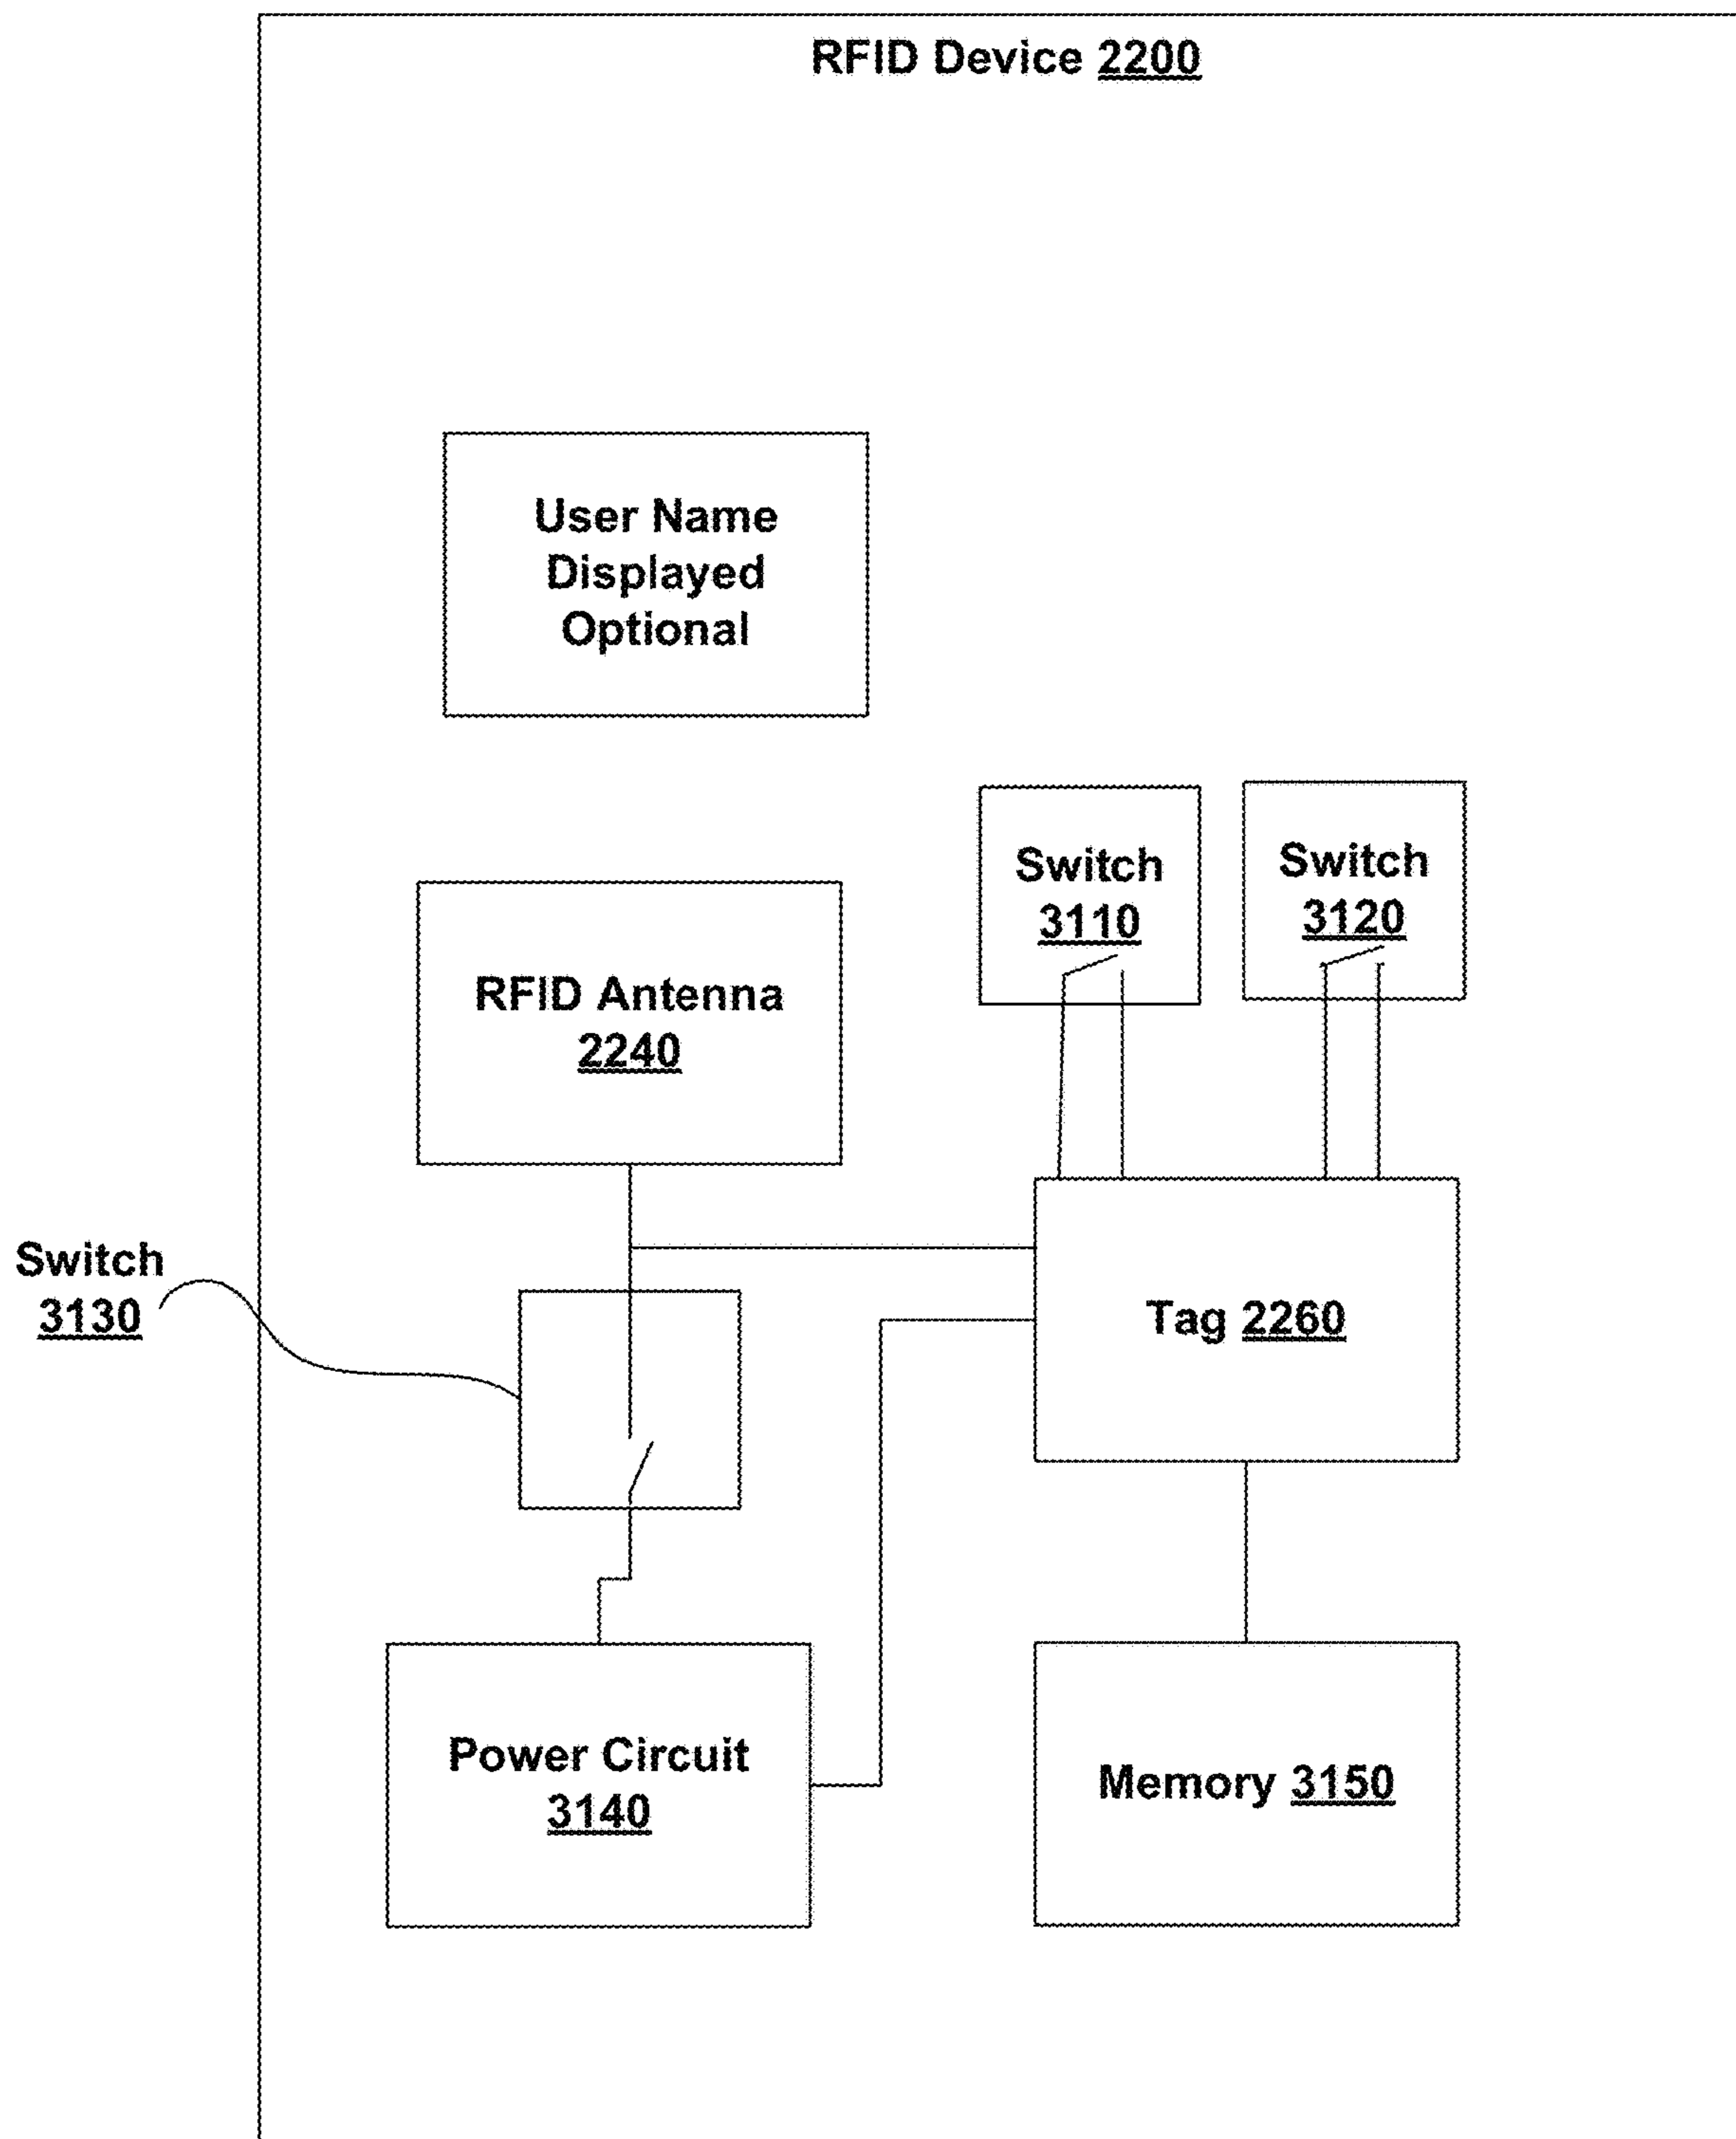 RFID Device 2200
User Name
Displayed
Optional
Switch
3110
Switch
3120
RFID Antenna
2240
Switch
3130
Tag 2260
Power Circuit
3140
Memory 3150